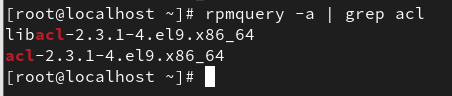 [root@localhost ~]# rpmquery -a | grep acl
libacl-2.3.1-4.el9.x86_64
acl-2.3.1-4.el9.x86_64
[root@localhost ~]#